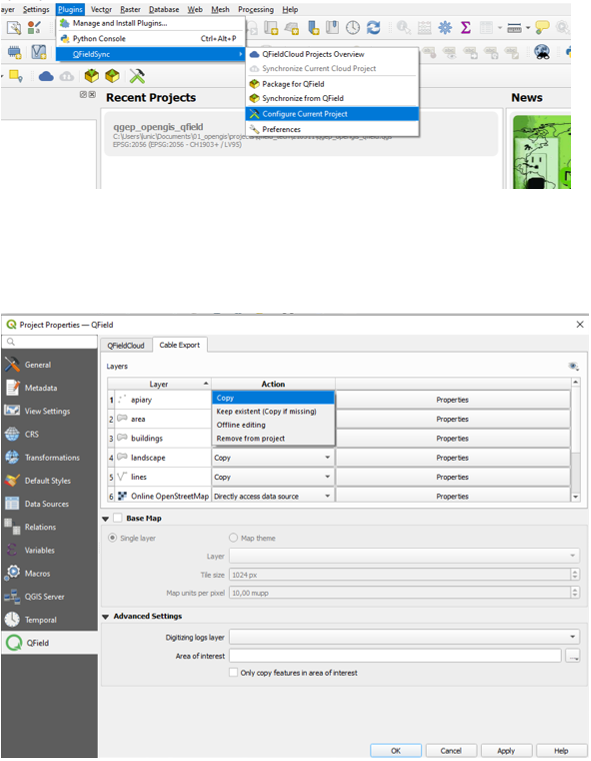 ayer Settings Plugins Vector Raster Database Web Mesh Processing Help
Manage and Install Plugins...
Python Console Ctrl+Alt+P
QFieldSync
QFieldCloud Projects Overview
Synchronize Current Cloud Project
Package for QField
Synchronize from QField
Configure Current Project
Preferences
Recent Projects
News
qgep_opengis_qfield
EPSG:2056 (EPSG:2056 - CH1903+ / LV95)
Project Properties — QField
General
Metadata
View Settings
CRS
Transformations
Default Styles
Data Sources
Relations
Variables
Macros
QGIS Server
Temporal
QField
QFieldCloud Cable Export
Layers
Layer Action
1 apiary Properties
2 area Properties
3 buildings Properties
4 landscape Copy Properties
5 lines Copy Properties
6 Online OpenStreetMap Directly access data source Properties
Copy
Keep existent (Copy if missing)
Offline editing
Remove from project
Base Map
Single layer Map theme
Layer
Tile size 1024 px
Map units per pixel 10,00 mupp
Advanced Settings
Digitizing logs layer
Area of interest
...
Only copy features in area of interest
OK Cancel Apply Help